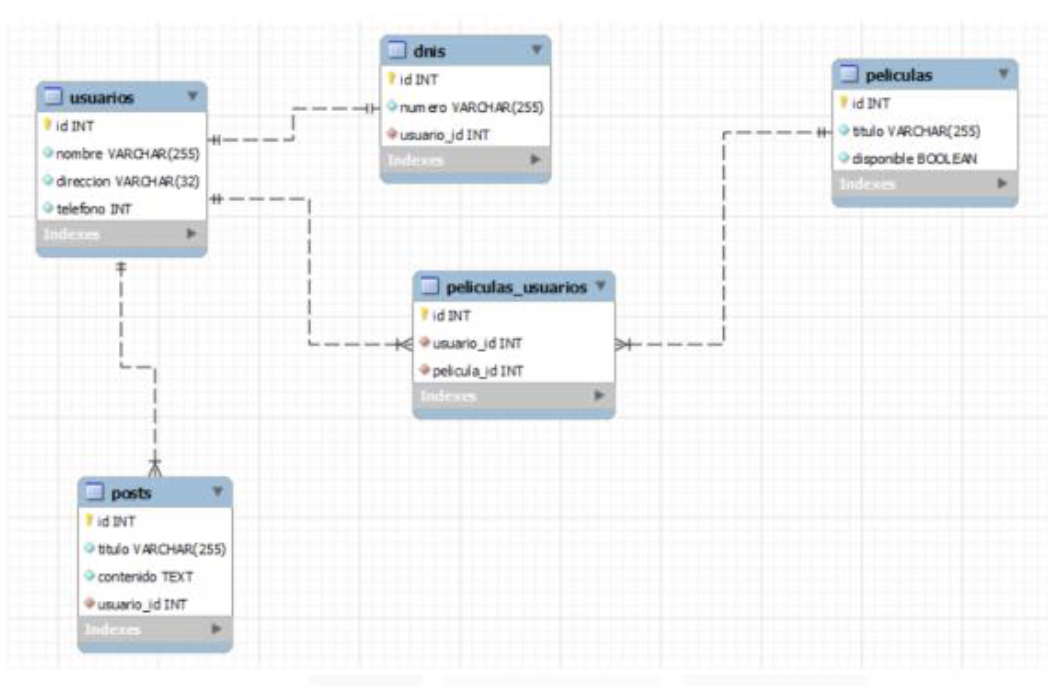 usuarios
id INT
nombre VARCHAR(255)
direccion VARCHAR(32)
telefono INT
Indexes
dnis
id INT
numero VARCHAR(255)
usuario_id INT
Indexes
peliculas
id INT
titulo VARCHAR(255)
disponible BOOLEAN
Indexes
peliculas_usuarios
id INT
usuario_id INT
pelicula_id INT
Indexes
posts
id INT
titulo VARCHAR(255)
contenido TEXT
usuario_id INT
Indexes